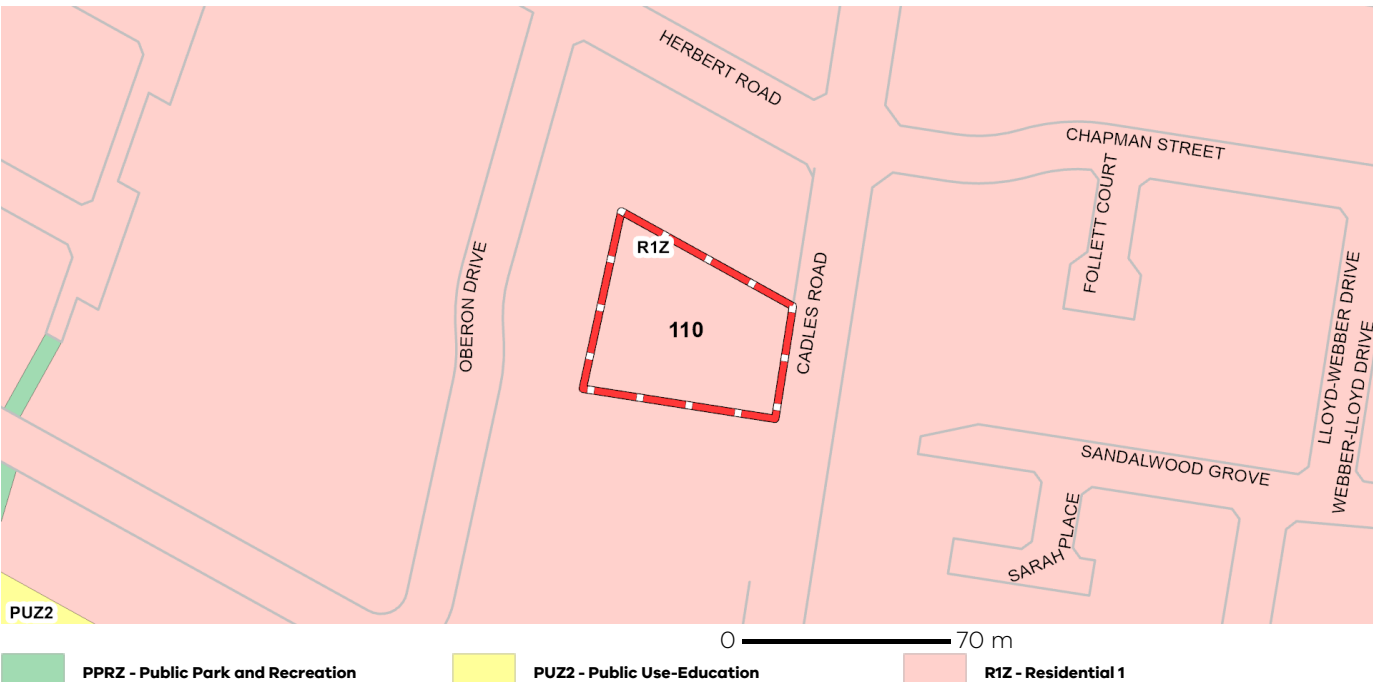 HERBERT ROAD
CHAPMAN STREET
FOLLETT COURT
R1Z
OBERON DRIVE
110
CADLES ROAD
LLOYD-WEBBER DRIVE
WEBBER-LLOYD DRIVE
SANDALWOOD GROVE
SARAH PLACE
PUZ2
0 70 m
PPRZ - Public Park and Recreation
PUZ2 - Public Use-Education
R1Z - Residential 1